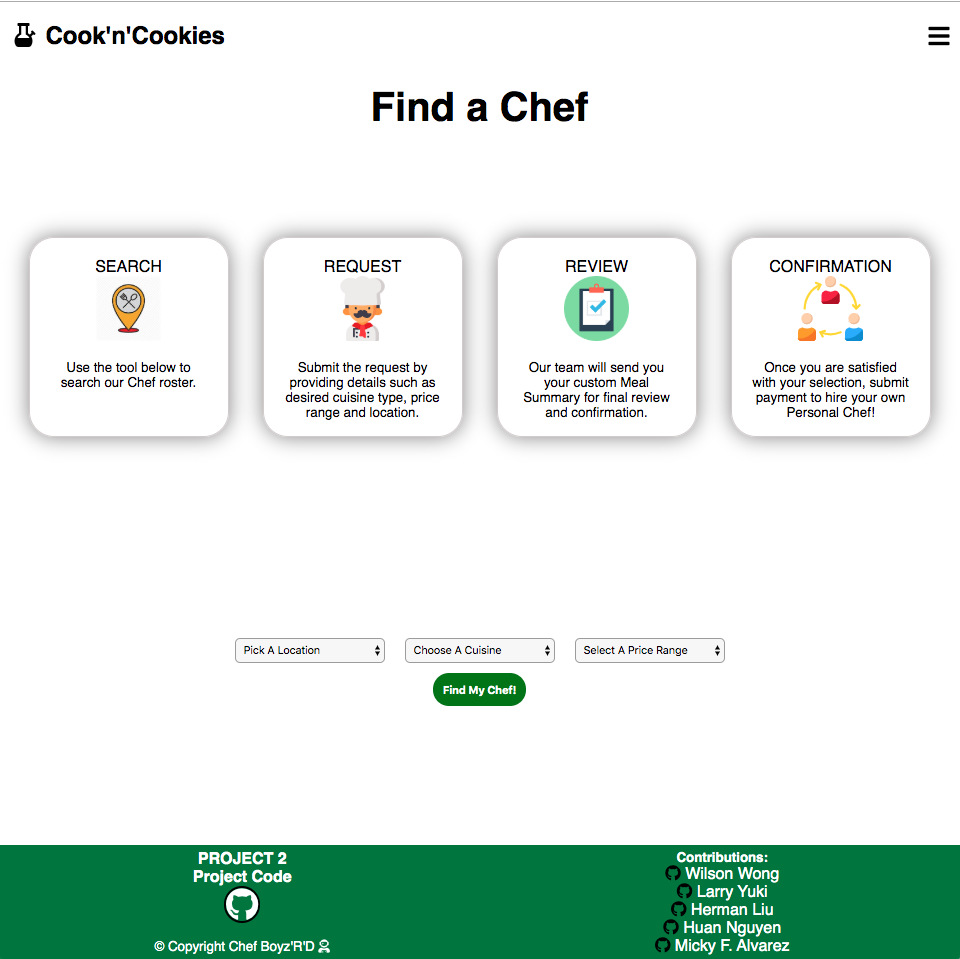 Cook'n'Cookies
Find a Chef
SEARCH
Use the tool below to
search our Chef roster.
REQUEST
Submit the request by
providing details such as
desired cuisine type, price
range and location.
REVIEW
Our team will send you
your custom Meal
Summary for final review
and confirmation.
CONFIRMATION
Once you are satisfied
with your selection, submit
payment to hire your own
Personal Chef!
Pick A Location
Choose A Cuisine
Select A Price Range
Find My Chef!
PROJECT 2
Project Code
© Copyright Chef Boyz'R'D
Contributions:
Wilson Wong
Larry Yuki
Herman Liu
Huan Nguyen
Micky F. Alvarez